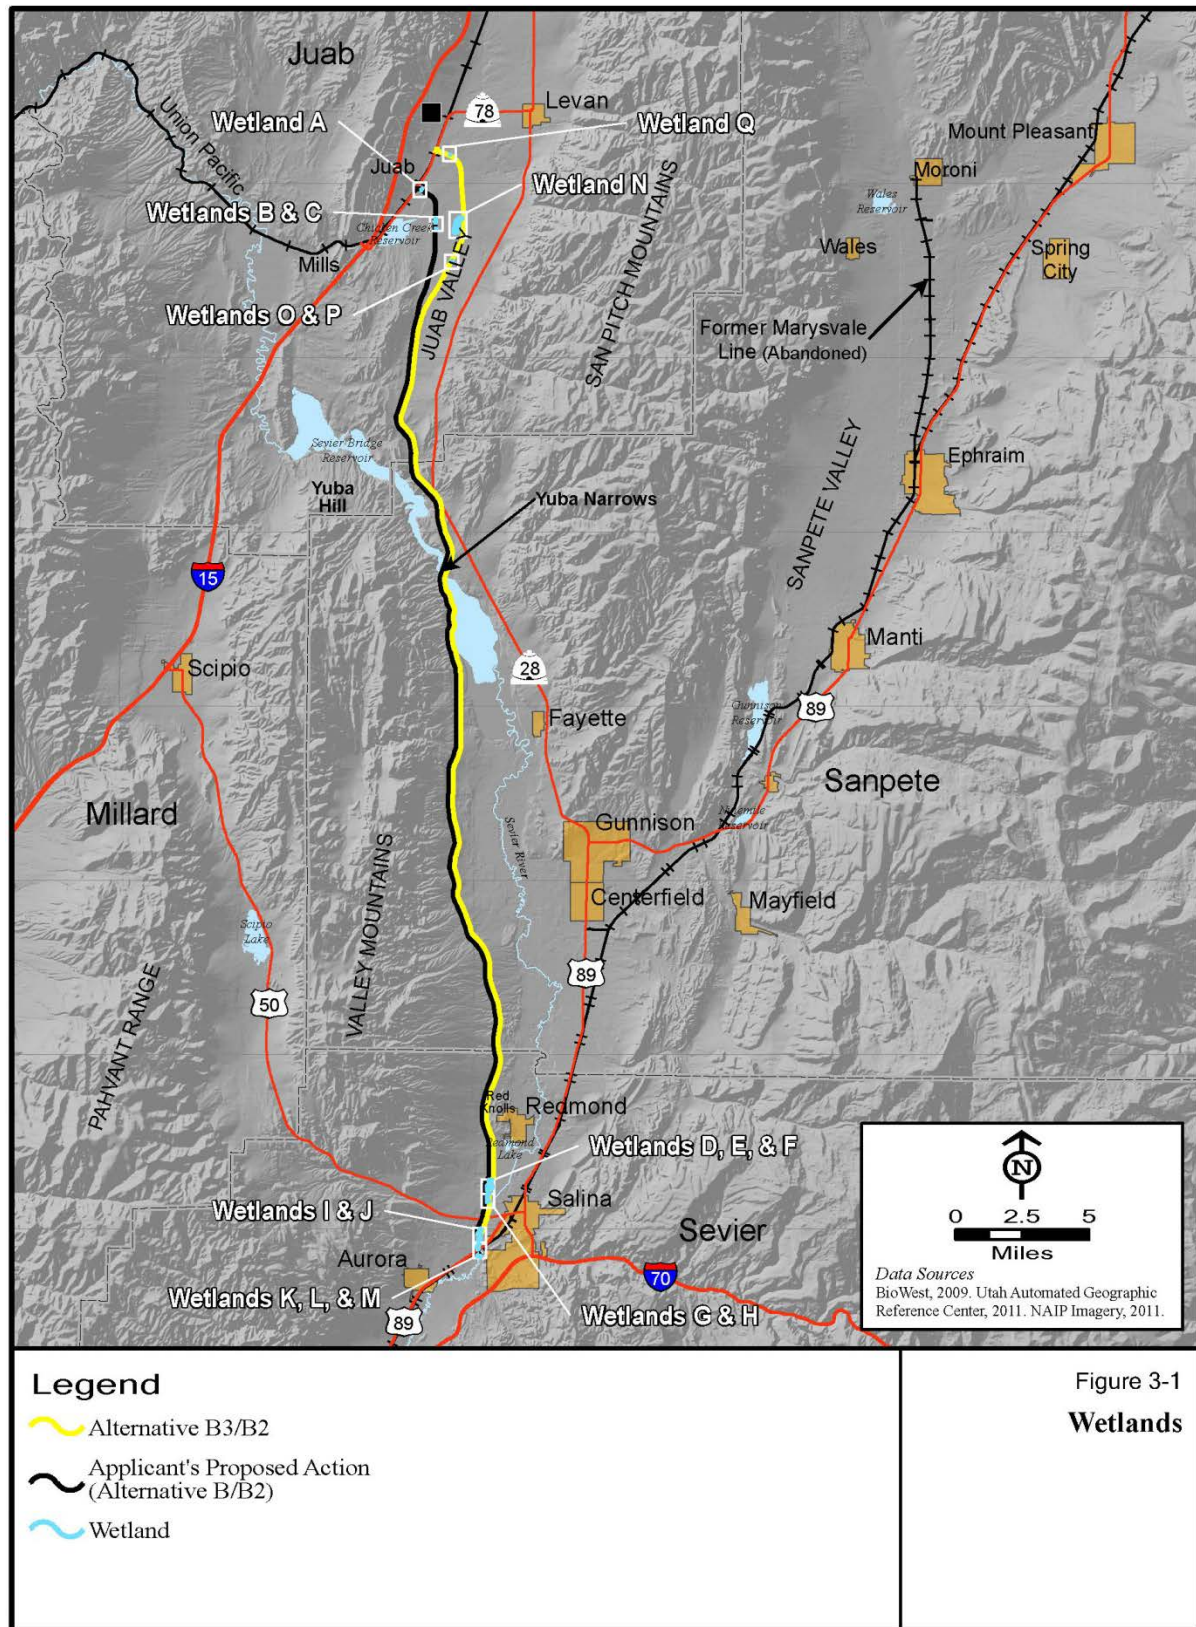 Juab
Union Pacific
78
Levan
Wetland A
Wetland Q
Mount Pleasant
Juab
Moroni
Wetland N
Wales
Reservoir
Wetlands B & C
Chicken Creek
Reservoir
Wales
Spring
City
Mills
JUAB VALLEY
SAN PITCH MOUNTAINS
Wetlands O & P
Former Marysvale
Line (Abandoned)
Sevier Bridge
Reservoir
Ephraim
Yuba
Hill
Yuba Narrows
SANPETE VALLEY
15
Manti
Scipio
28
Gunnison
Reservoir
89
Fayette
Sanpete
Millard
Ninemile
Reservoir
Gunnison
Sevier River
Centerfield
Mayfield
Scipio
Lake
VALLEY MOUNTAINS
89
50
PAHVANT RANGE
Red
Knolls
Redmond
Redmond
Lake
Wetlands D, E, & F
Wetlands I & J
Salina
Sevier
Aurora
70
Wetlands K, L, & M
Wetlands G & H
89
N
0 2.5 5
Miles
Data Sources
BioWest, 2009. Utah Automated Geographic
Reference Center, 2011. NAIP Imagery, 2011.
Legend
Alternative B3/B2
Applicant's Proposed Action
(Alternative B/B2)
Wetland
Figure 3-1
Wetlands